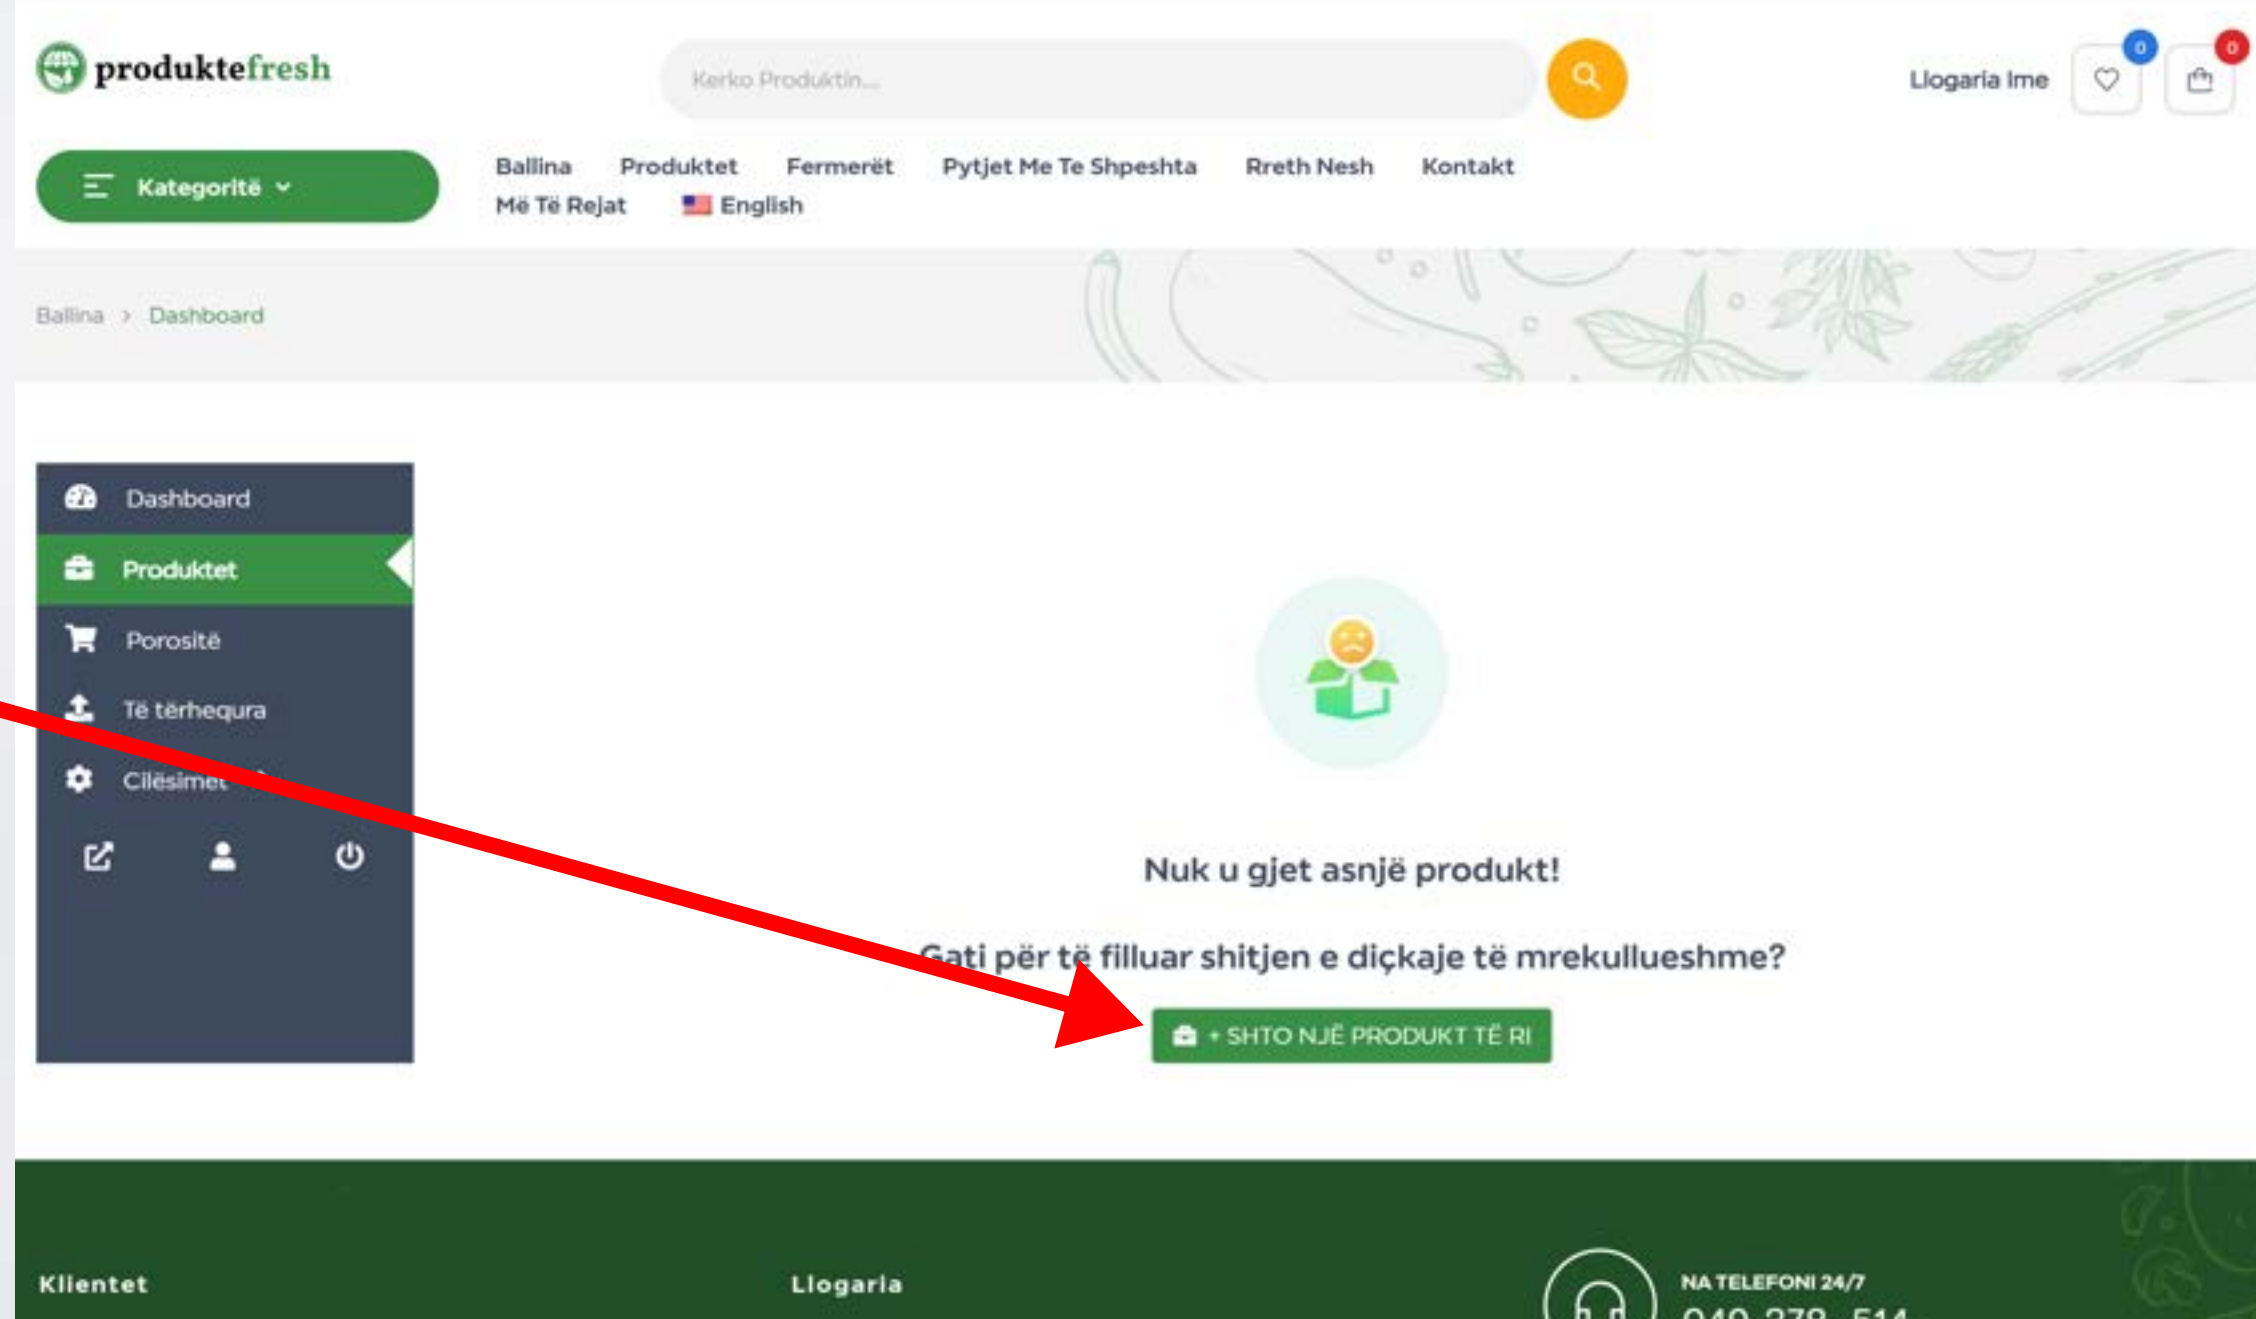 produktefresh
Kerko Produktin...
Llogaria Ime
0
0
Kategoritë
Ballina Produktet Fermerët Pytjet Me Te Shpeshta Rreth Nesh Kontakt
Më Të Rejat English
Ballina > Dashboard
Dashboard
Produktet
Porositë
Të tërhequra
Cilësimet
Nuk u gjet asnjë produkt!
Gati për të filluar shitjen e diçkaje të mrekullueshme?
+ SHTO NJË PRODUKT TË RI
Klientet
Llogaria
NA TELEFONI 24/7